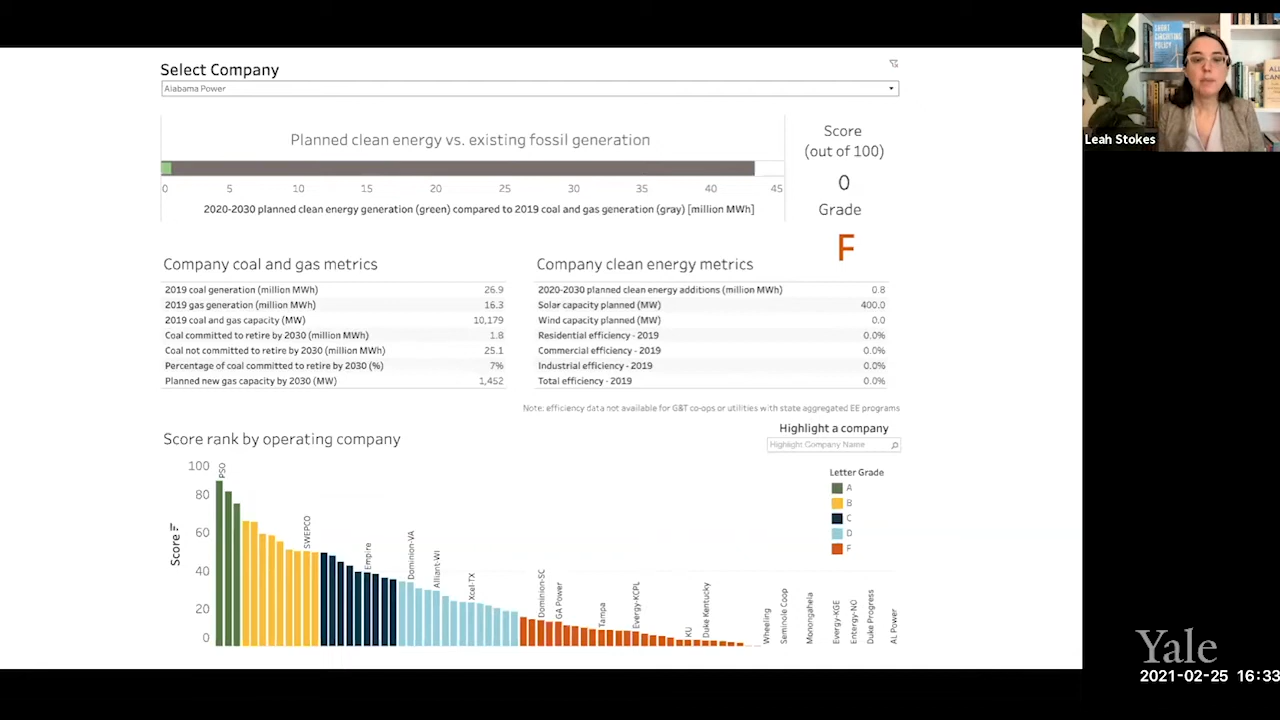 Select Company
Alabama Power
Planned clean energy vs. existing fossil generation
0 5 10 15 20 25 30 35 40 45
2020-2030 planned clean energy generation (green) compared to 2019 coal and gas generation (gray) [million MWh]
Score
(out of 100)
0
Grade
F
Company coal and gas metrics
2019 coal generation (million MWh) 26.9
2019 gas generation (million MWh) 16.3
2019 coal and gas capacity (MW) 10,179
Coal committed to retire by 2030 (million MWh) 1.8
Coal not committed to retire by 2030 (million MWh) 25.1
Percentage of coal committed to retire by 2030 (%) 7%
Planned new gas capacity by 2030 (MW) 1,452
Company clean energy metrics
2020-2030 planned clean energy additions (million MWh) 0.8
Solar capacity planned (MW) 400.0
Wind capacity planned (MW) 0.0
Residential efficiency - 2019 0.0%
Commercial efficiency - 2019 0.0%
Industrial efficiency - 2019 0.0%
Total efficiency - 2019 0.0%
Note: efficiency data not available for G&T co-ops or utilities with state aggregated EE programs
Highlight a company
Highlight Company Name
Score rank by operating company
Letter Grade
A
B
C
D
F
Score
100
80
60
40
20
0
PSO
SWEPCO
Empire
Dominion-VA
Alliant-WI
Xcel-TX
Dominion-SC
GA Power
Tampa
Evergy-KCPL
KU
Duke Kentucky
Wheeling
Seminole Coop
Monongahela
Evergy-KGE
Entergy-NO
Duke Progress
AL Power
SHORT
CIRCUITING
POLICY
Leah Stokes
Yale
2021-02-25 16:33